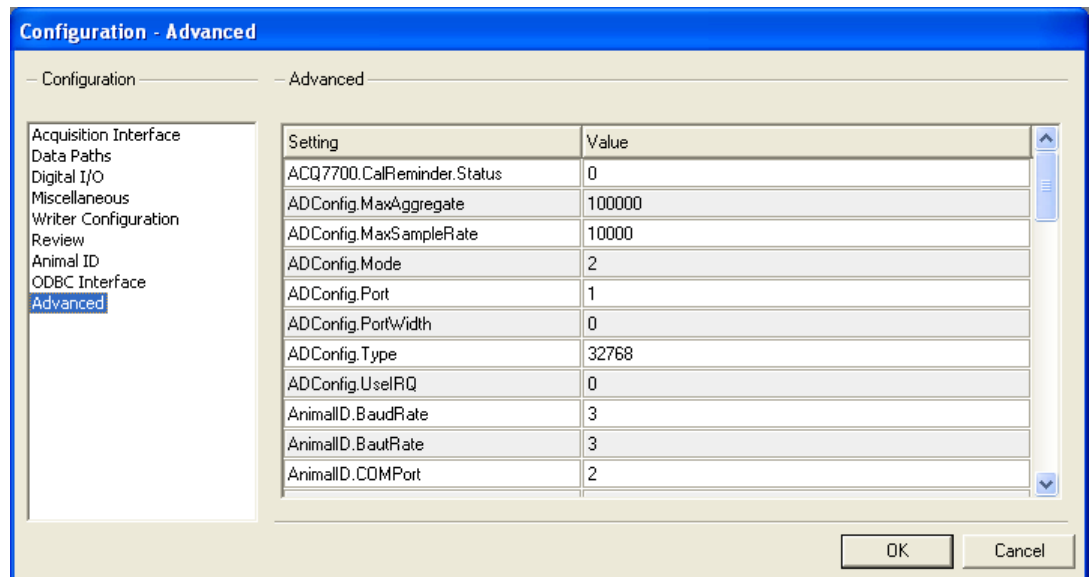 Configuration - Advanced
Configuration
Advanced
Acquisition Interface
Data Paths
Digital I/O
Miscellaneous
Writer Configuration
Review
Animal ID
ODBC Interface
Advanced
Setting Value
ACQ7700.CalReminder.Status 0
ADConfig.MaxAggregate 100000
ADConfig.MaxSampleRate 10000
ADConfig.Mode 2
ADConfig.Port 1
ADConfig.PortWidth 0
ADConfig.Type 32768
ADConfig.UseIRQ 0
AnimalID.BaudRate 3
AnimalID.BautRate 3
AnimalID.COMPort 2
OK Cancel